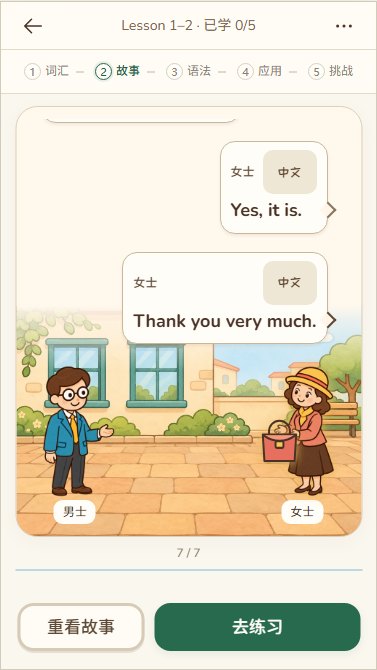 Lesson 1–2 · 已学 0/5
1 词汇 – 2 故事 – 3 语法 – 4 应用 – 5 挑战
女士 中文
Yes, it is.
女士 中文
Thank you very much.
男士 女士
7 / 7
重看故事 去练习